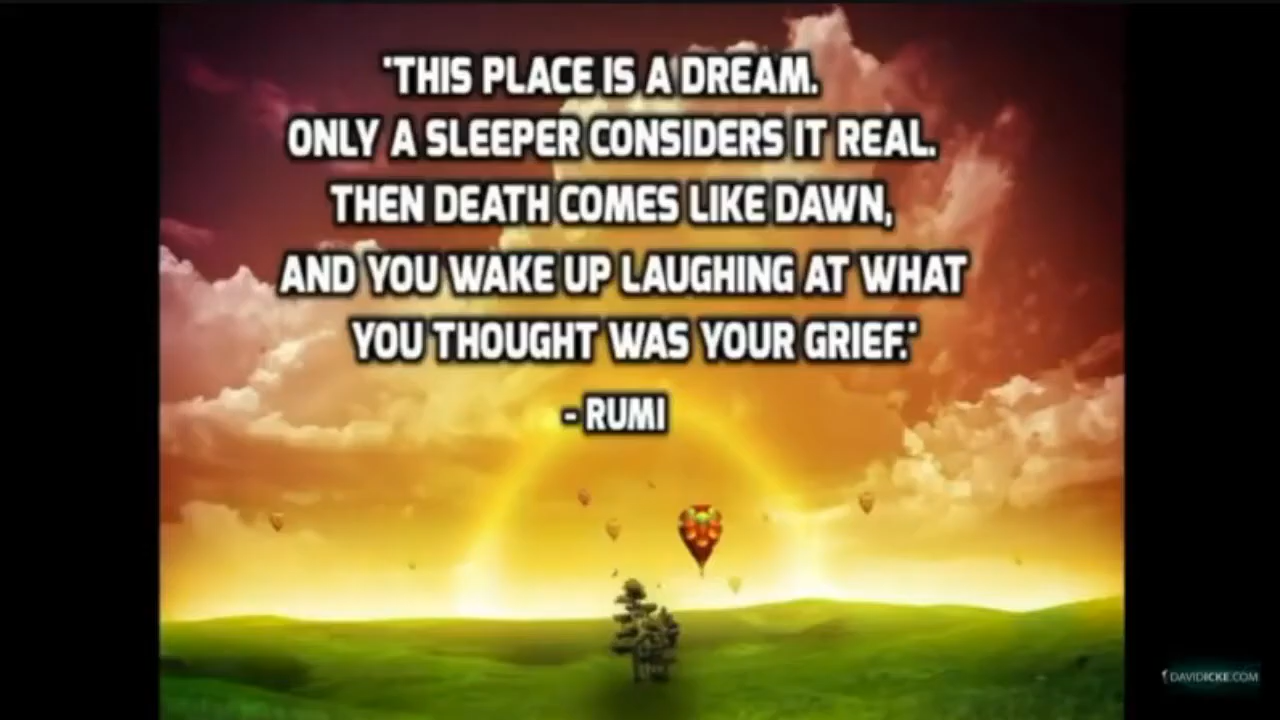 'THIS PLACE IS A DREAM.
ONLY A SLEEPER CONSIDERS IT REAL.
THEN DEATH COMES LIKE DAWN,
AND YOU WAKE UP LAUGHING AT WHAT
YOU THOUGHT WAS YOUR GRIEF.'
- RUMI
DAVIDICKE.COM